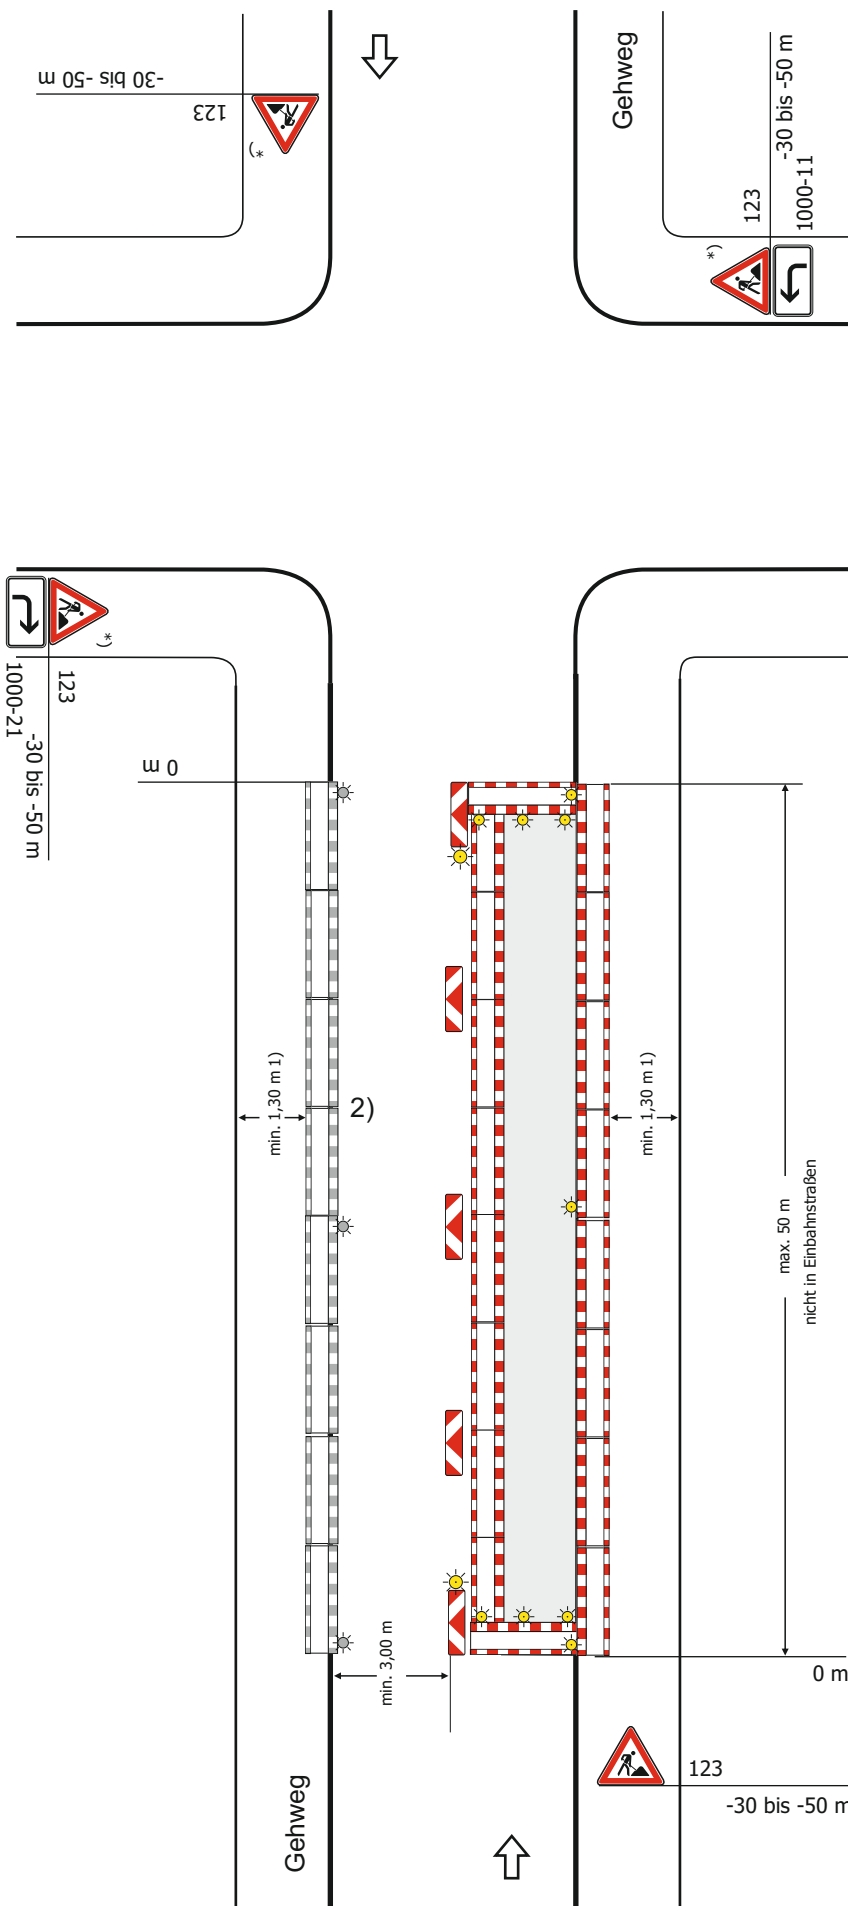 -30 bis -50 m
123
*)
Gehweg
-30 bis -50 m
123
1000-11
*)
*)
123
1000-21
-30 bis -50 m
0 m
min. 1,30 m 1)
2)
min. 1,30 m 1)
max. 50 m
nicht in Einbahnstraßen
min. 3,00 m
0 m
123
-30 bis -50 m
Gehweg